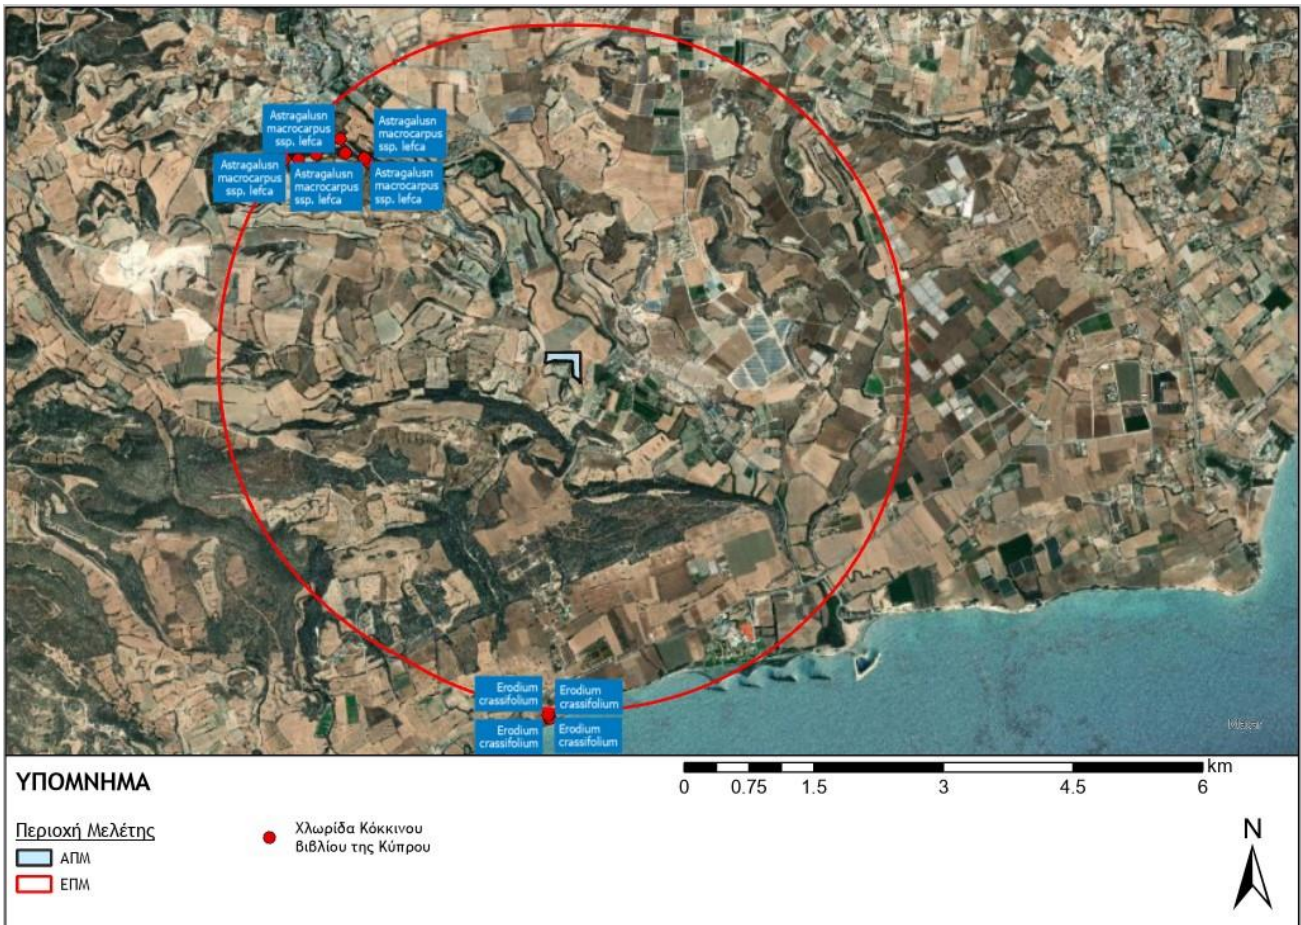 Astragalusn
macrocarpus
ssp. lefca
Astragalusn
macrocarpus
ssp. lefca
Astragalusn
macrocarpus
ssp. lefca
Astragalusn
macrocarpus
ssp. lefca
Astragalusn
macrocarpus
ssp. lefca
Erodium
crassifolium
Erodium
crassifolium
Erodium
crassifolium
Erodium
crassifolium
ΥΠΟΜΝΗΜΑ
Περιοχή Μελέτης
ΑΠΜ
ΕΠΜ
Χλωρίδα Κόκκινου
βιβλίου της Κύπρου
km
0 0.75 1.5 3 4.5 6
N